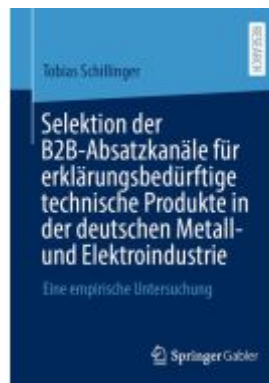 Tobias Schillinger
RESEARCH
Selektion der
B2B-Absatzkanäle für
erklärungsbedürftige
technische Produkte in
der deutschen Metall-
und Elektroindustrie
Eine empirische Untersuchung
Springer Gabler